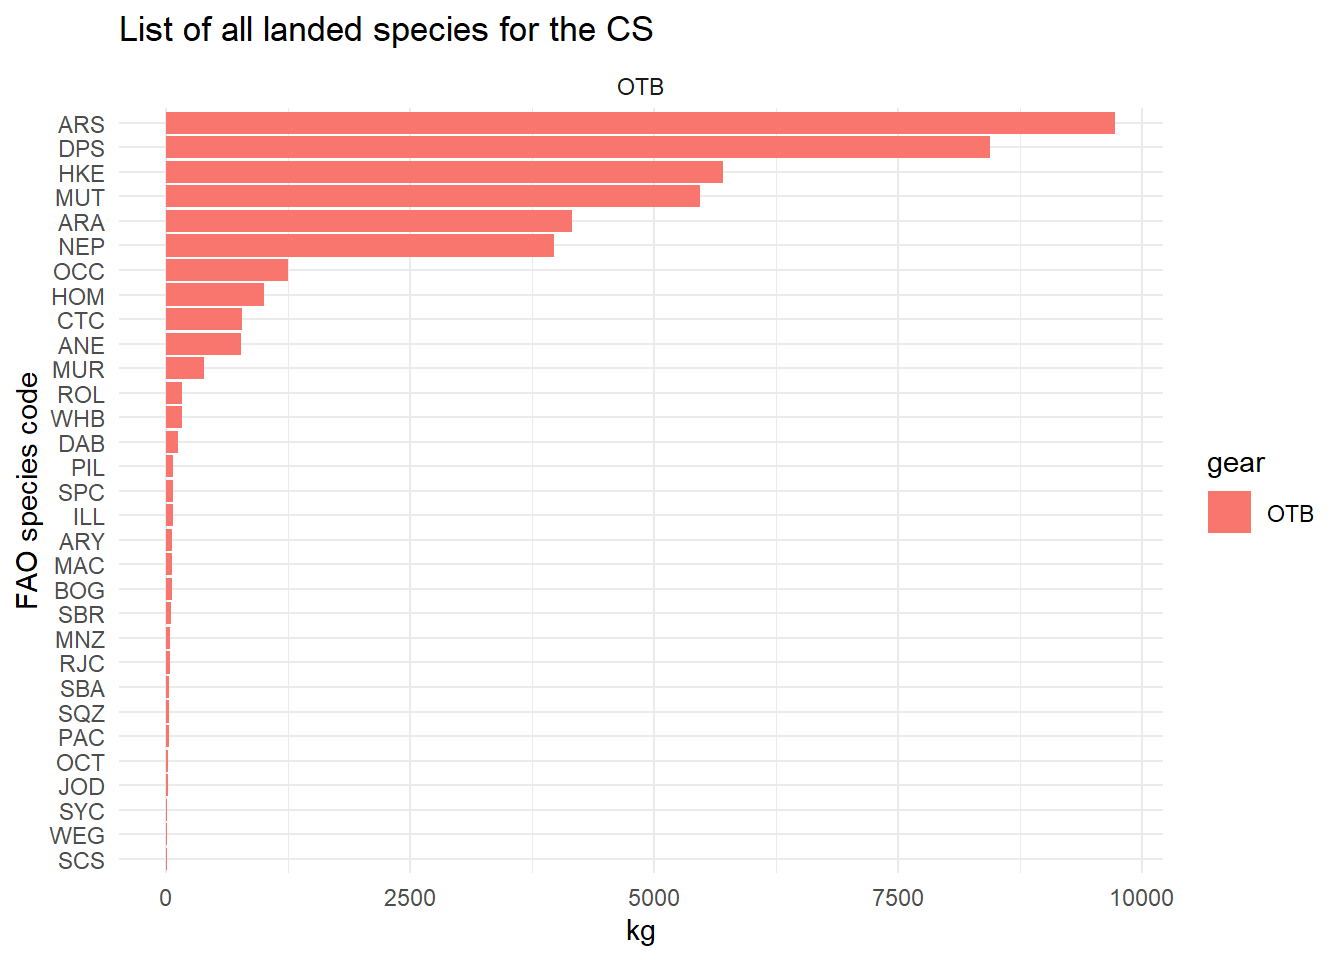 List of all landed species for the CS
OTB
ARS
DPS
HKE
MUT
ARA
NEP
OCC
HOM
CTC
ANE
MUR
ROL
WHB
DAB
PIL
SPC
ILL
ARY
MAC
BOG
SBR
MNZ
RJC
SBA
SQZ
PAC
OCT
JOD
SYC
WEG
SCS
FAO species code
0 2500 5000 7500 10000
kg
gear
OTB